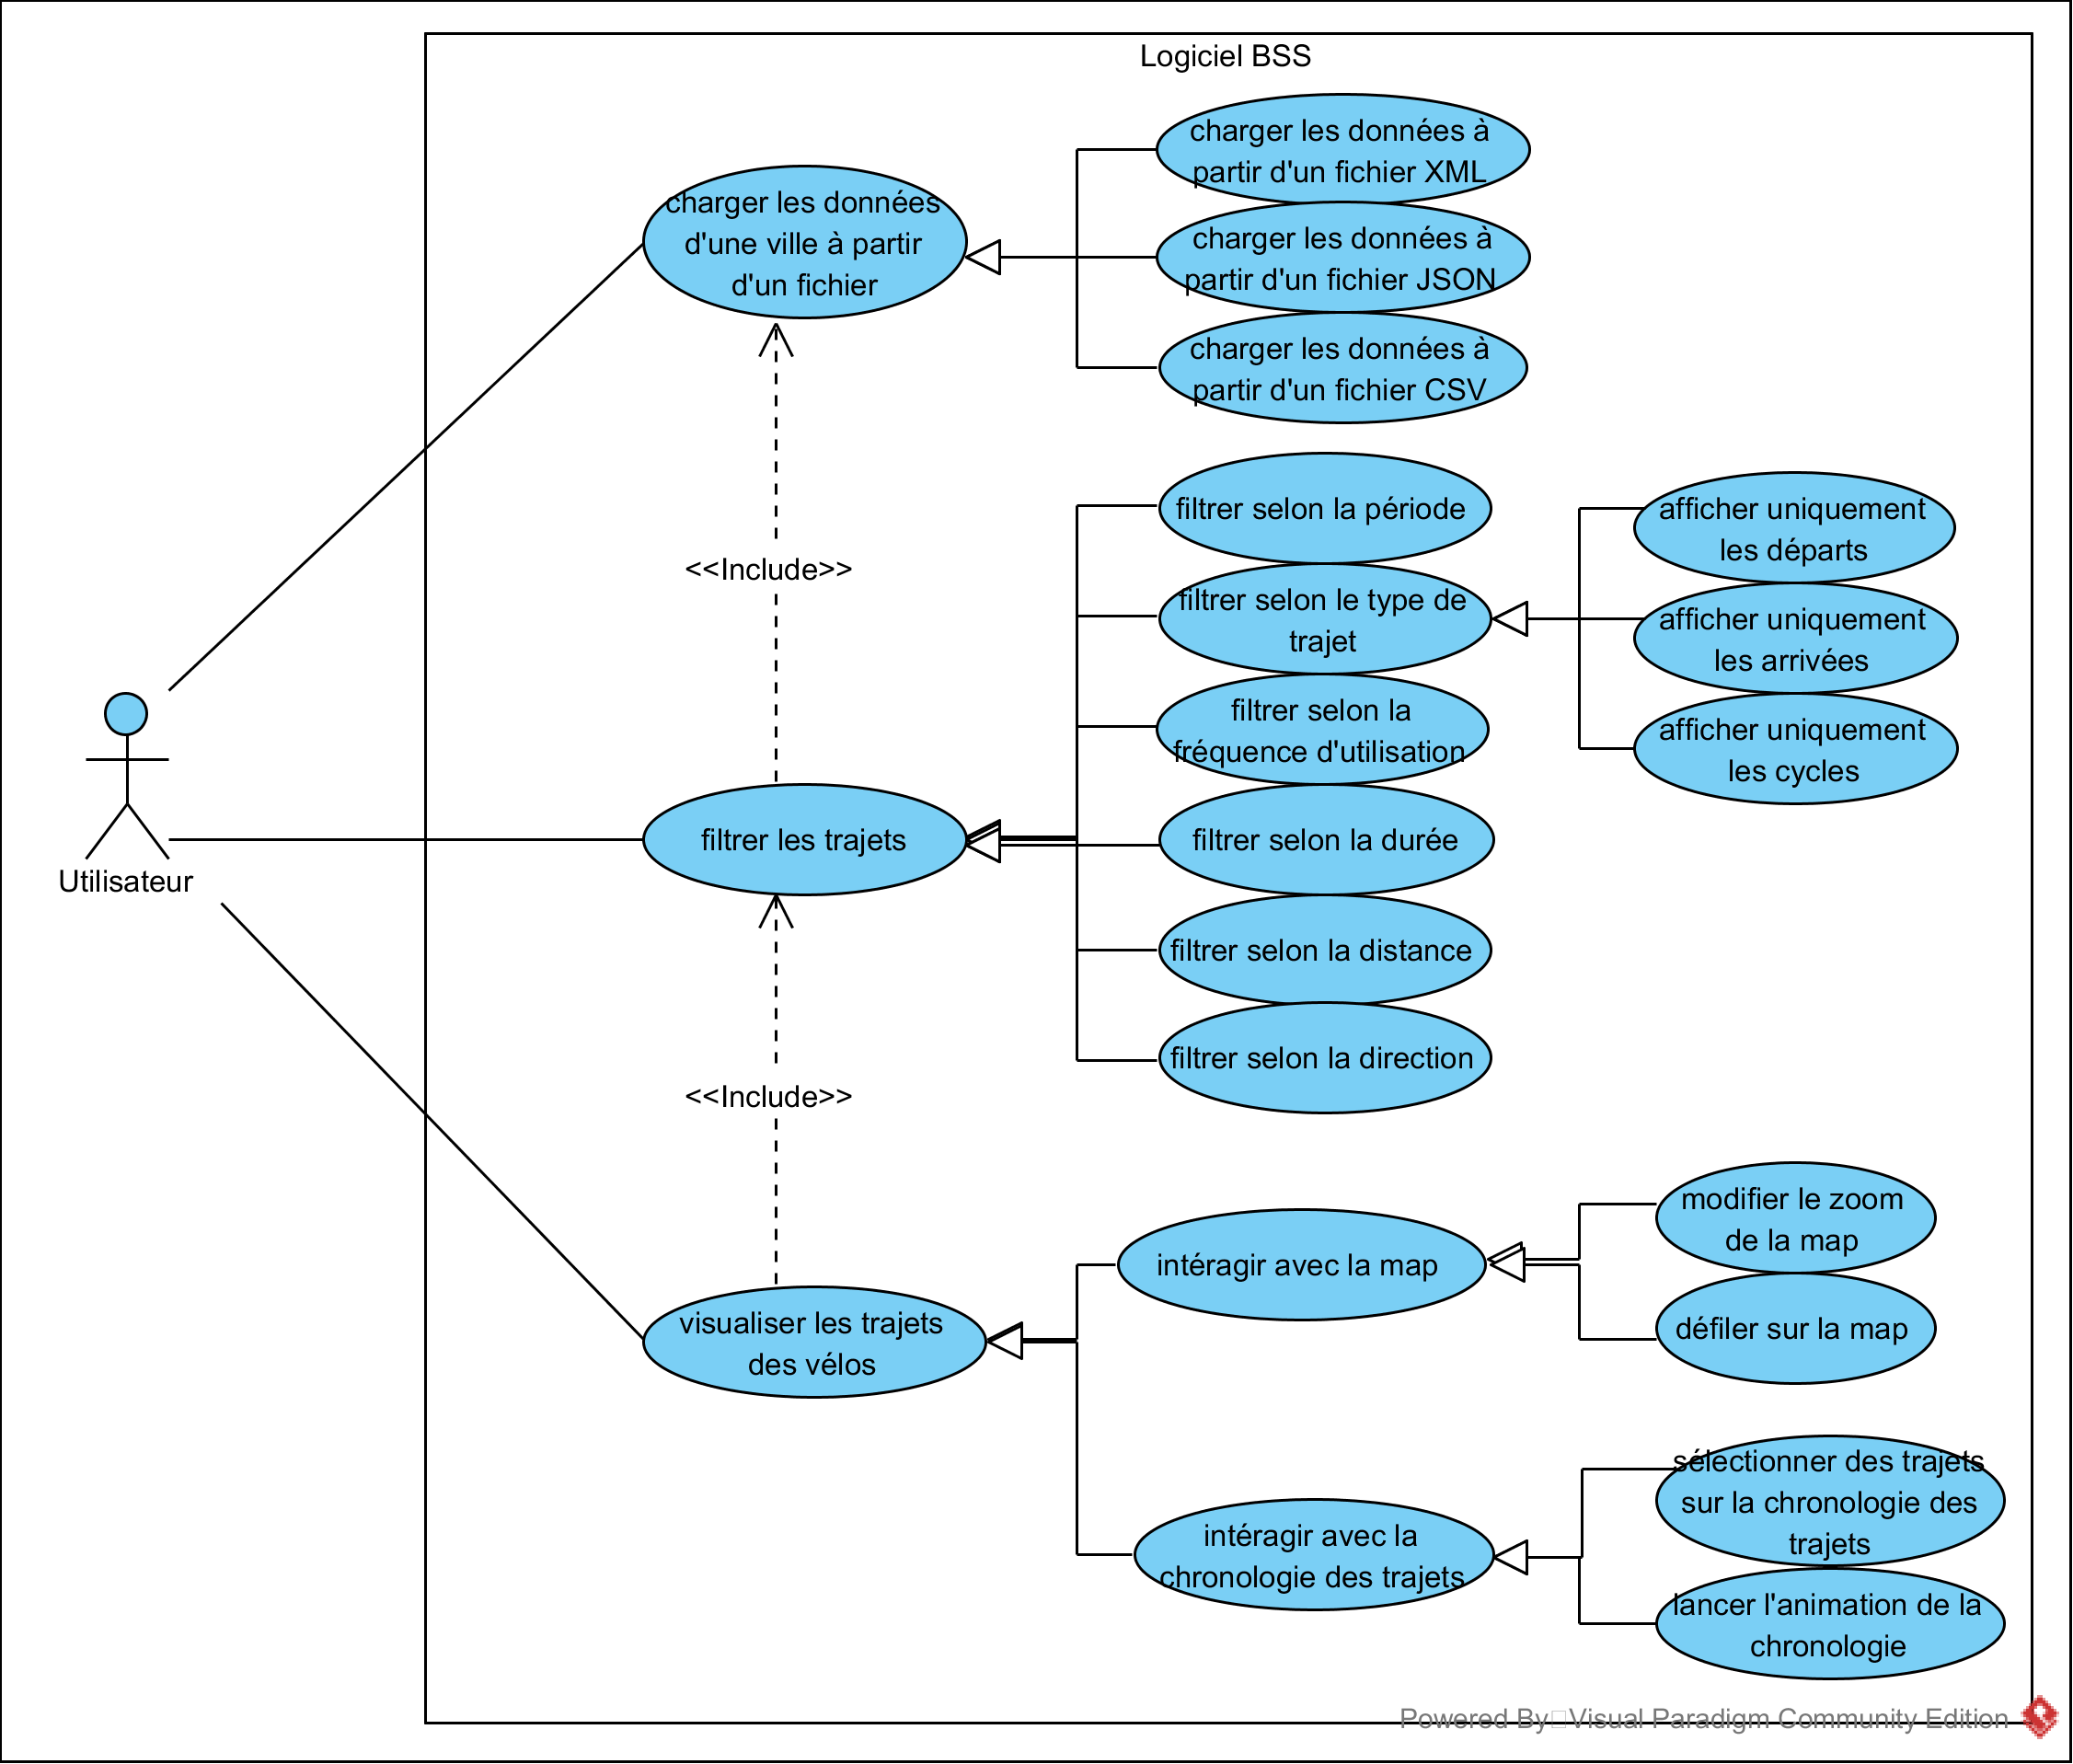 Logiciel BSS
charger les données à
partir d'un fichier XML
charger les données
d'une ville à partir
d'un fichier
charger les données à
partir d'un fichier JSON
charger les données à
partir d'un fichier CSV
filtrer selon la période
afficher uniquement
les départs
<<Include>>
filtrer selon le type de
trajet
afficher uniquement
les arrivées
filtrer selon la
fréquence d'utilisation
afficher uniquement
les cycles
filtrer les trajets
filtrer selon la durée
Utilisateur
filtrer selon la distance
filtrer selon la direction
<<Include>>
modifier le zoom
de la map
intéragir avec la map
visualiser les trajets
des vélos
défiler sur la map
sélectionner des trajets
sur la chronologie des
trajets
intéragir avec la
chronologie des trajets
lancer l'animation de la
chronologie
Powered By Visual Paradigm Community Edition